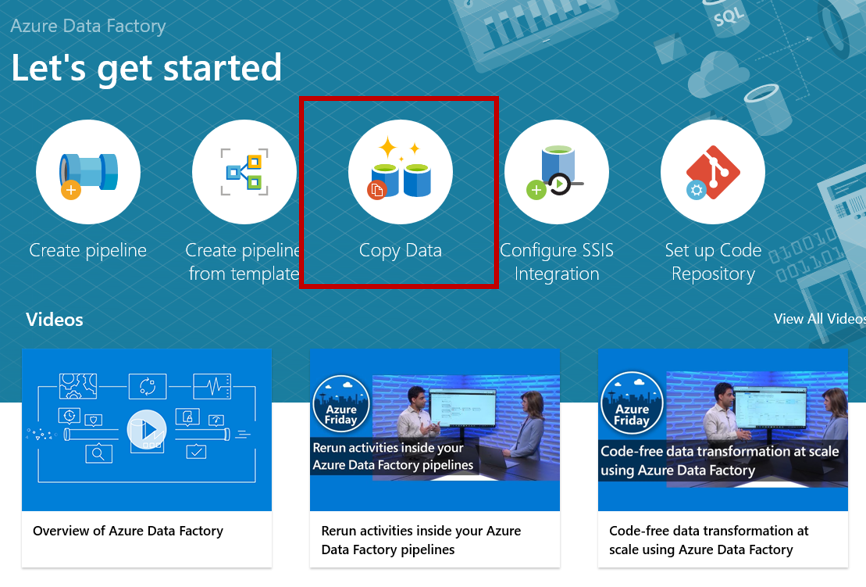 Azure Data Factory
Let's get started
SQL
Create pipeline
Create pipeline
from template
Copy Data
Configure SSIS
Integration
Set up Code
Repository
Videos
View All Videos
Azure
Friday
Rerun activities inside your
Azure Data Factory pipelines
Azure
Friday
Code-free data transformation at scale
using Azure Data Factory
Overview of Azure Data Factory
Rerun activities inside your Azure
Data Factory pipelines
Code-free data transformation at
scale using Azure Data Factory